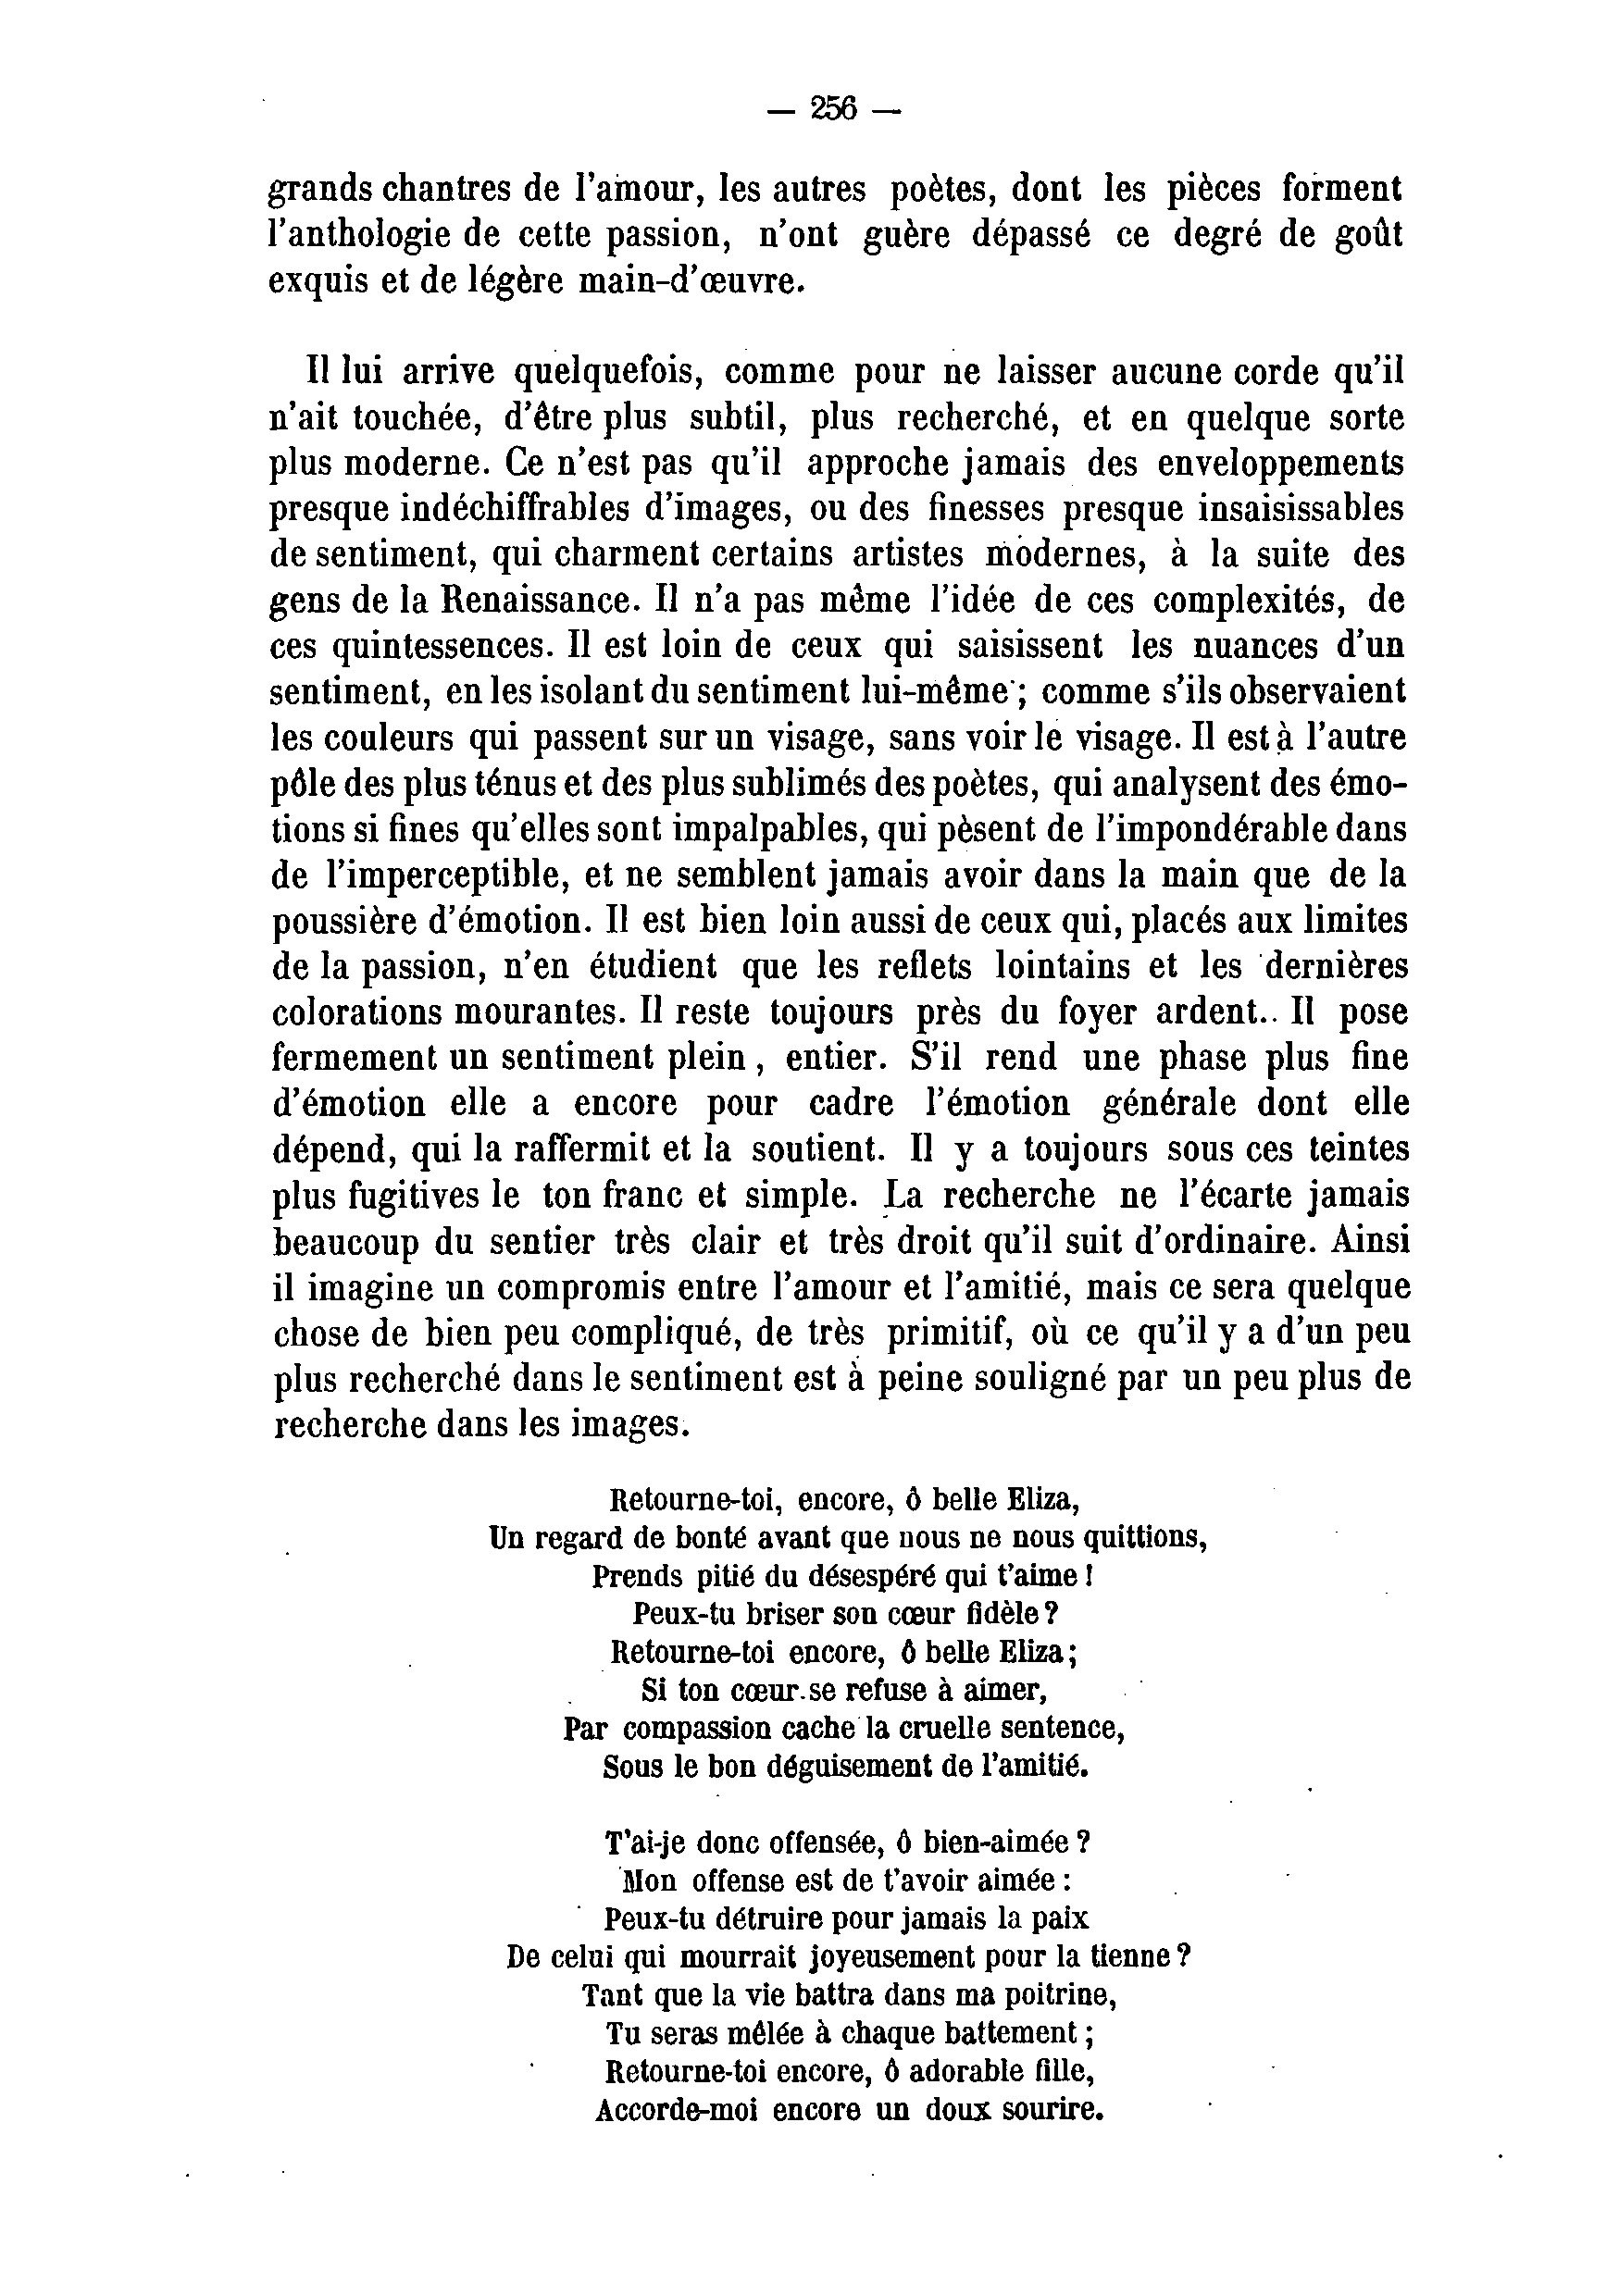 — 256 —
grands chantres de l'amour, les autres poètes, dont les pièces forment
l'anthologie de cette passion, n'ont guère dépassé ce degré de goût
exquis et de légère main-d'œuvre.
Il lui arrive quelquefois, comme pour ne laisser aucune corde qu'il
n'ait touchée, d'être plus subtil, plus recherché, et en quelque sorte
plus moderne. Ce n'est pas qu'il approche jamais des enveloppements
presque indéchiffrables d'images, ou des finesses presque insaisissables
de sentiment, qui charment certains artistes modernes, à la suite des
gens de la Renaissance. Il n'a pas même l'idée de ces complexités, de
ces quintessences. Il est loin de ceux qui saisissent les nuances d'un
sentiment, en les isolant du sentiment lui-même ; comme s'ils observaient
les couleurs qui passent sur un visage, sans voir le visage. Il est à l'autre
pôle des plus ténus et des plus sublimés des poètes, qui analysent des émo-
tions si fines qu'elles sont impalpables, qui pèsent de l'impondérable dans
de l'imperceptible, et ne semblent jamais avoir dans la main que de la
poussière d'émotion. Il est bien loin aussi de ceux qui, placés aux limites
de la passion, n'en étudient que les reflets lointains et les dernières
colorations mourantes. Il reste toujours près du foyer ardent.. Il pose
fermement un sentiment plein , entier. S'il rend une phase plus fine
d'émotion elle a encore pour cadre l'émotion générale dont elle
dépend, qui la raffermit et la soutient. Il y a toujours sous ces teintes
plus fugitives le ton franc et simple. La recherche ne l'écarte jamais
beaucoup du sentier très clair et très droit qu'il suit d'ordinaire. Ainsi
il imagine un compromis entre l'amour et l'amitié, mais ce sera quelque
chose de bien peu compliqué, de très primitif, où ce qu'il y a d'un peu
plus recherché dans le sentiment est à peine souligné par un peu plus de
recherche dans les images.
Retourne-toi, encore, ô belle Eliza,
Un regard de bonté avant que nous ne nous quittions,
Prends pitié du désespéré qui t'aime !
Peux-tu briser son cœur fidèle ?
Retourne-toi encore, ô belle Eliza ;
Si ton cœur se refuse à aimer,
Par compassion cache la cruelle sentence,
Sous le bon déguisement de l'amitié.
T'ai-je donc offensée, ô bien-aimée ?
Mon offense est de t'avoir aimée :
Peux-tu détruire pour jamais la paix
De celui qui mourrait joyeusement pour la tienne ?
Tant que la vie battra dans ma poitrine,
Tu seras mêlée à chaque battement ;
Retourne-toi encore, ô adorable fille,
Accorde-moi encore un doux sourire.